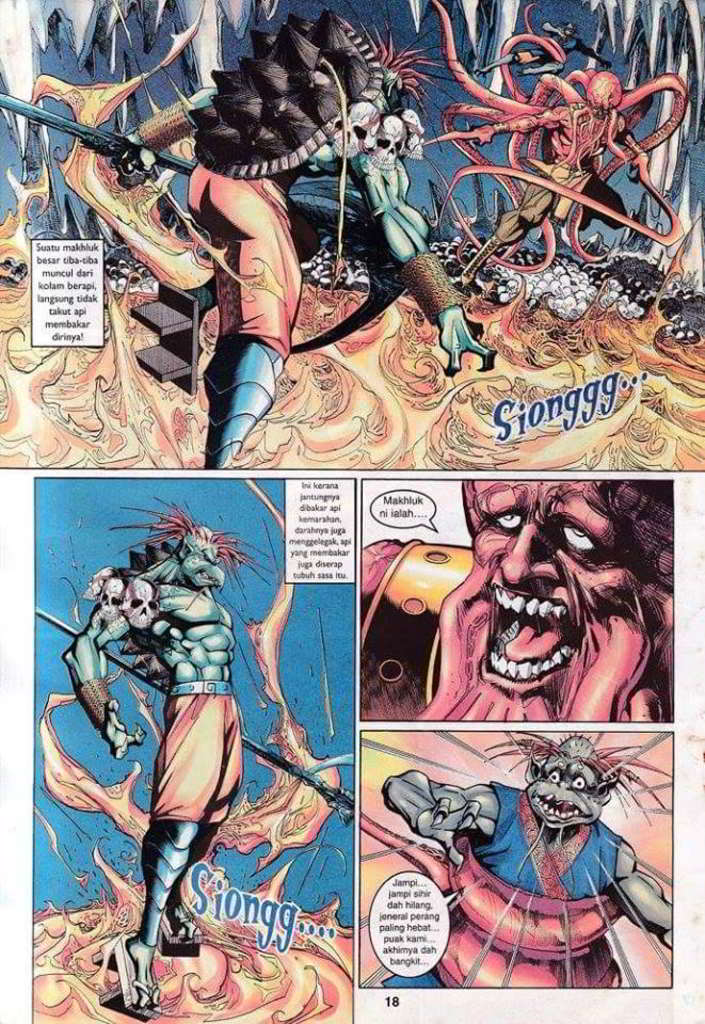 Suatu makhluk
besar tiba-tiba
muncul dari
kolam berapi,
langsung tidak
takut api
membakar
dirinya!
Sionggg...
Ini kerana
jantungnya
dibakar api
kemarahan,
darahnya juga
menggelegak, api
yang membakar
juga diserap
tubuh sasa itu.
Siongg....
Makhluk
ni ialah....
Jampi...
jampi sihir
dah hilang,
jeneral perang
paling hebat...
puak kami...
akhirnya dah
bangkit...
18